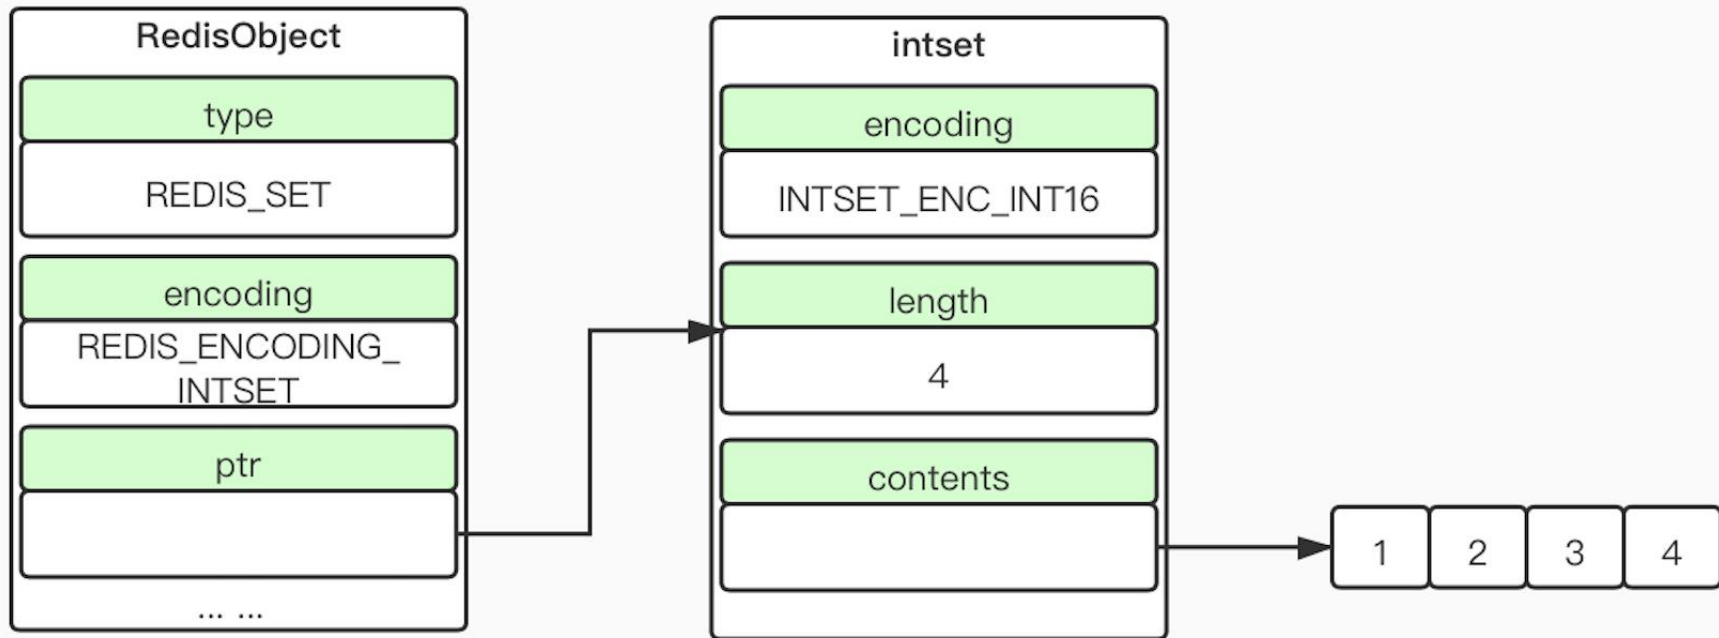 RedisObject
type
REDIS_SET
encoding
REDIS_ENCODING_
INTSET
ptr
... ...
intset
encoding
INTSET_ENC_INT16
length
4
contents
1 2 3 4